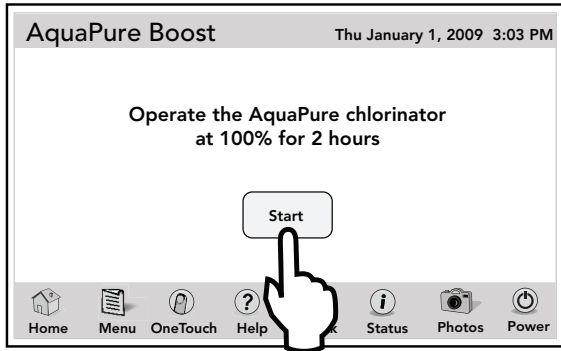 AquaPure Boost
Thu January 1, 2009 3:03 PM
Operate the AquaPure chlorinator
at 100% for 2 hours
Start
Home Menu OneTouch Help Status Photos Power